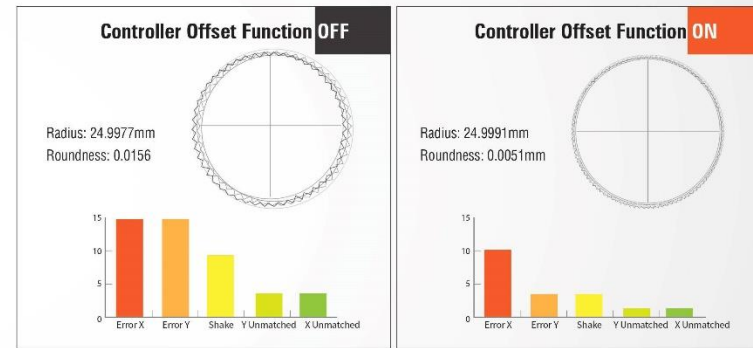 Controller Offset Function OFF
Radius: 24.9977mm
Roundness: 0.0156
15
10
5
0
Error X Error Y Shake Y Unmatched X Unmatched
Controller Offset Function ON
Radius: 24.9991mm
Roundness: 0.0051mm
15
10
5
0
Error X Error Y Shake Y Unmatched X Unmatched